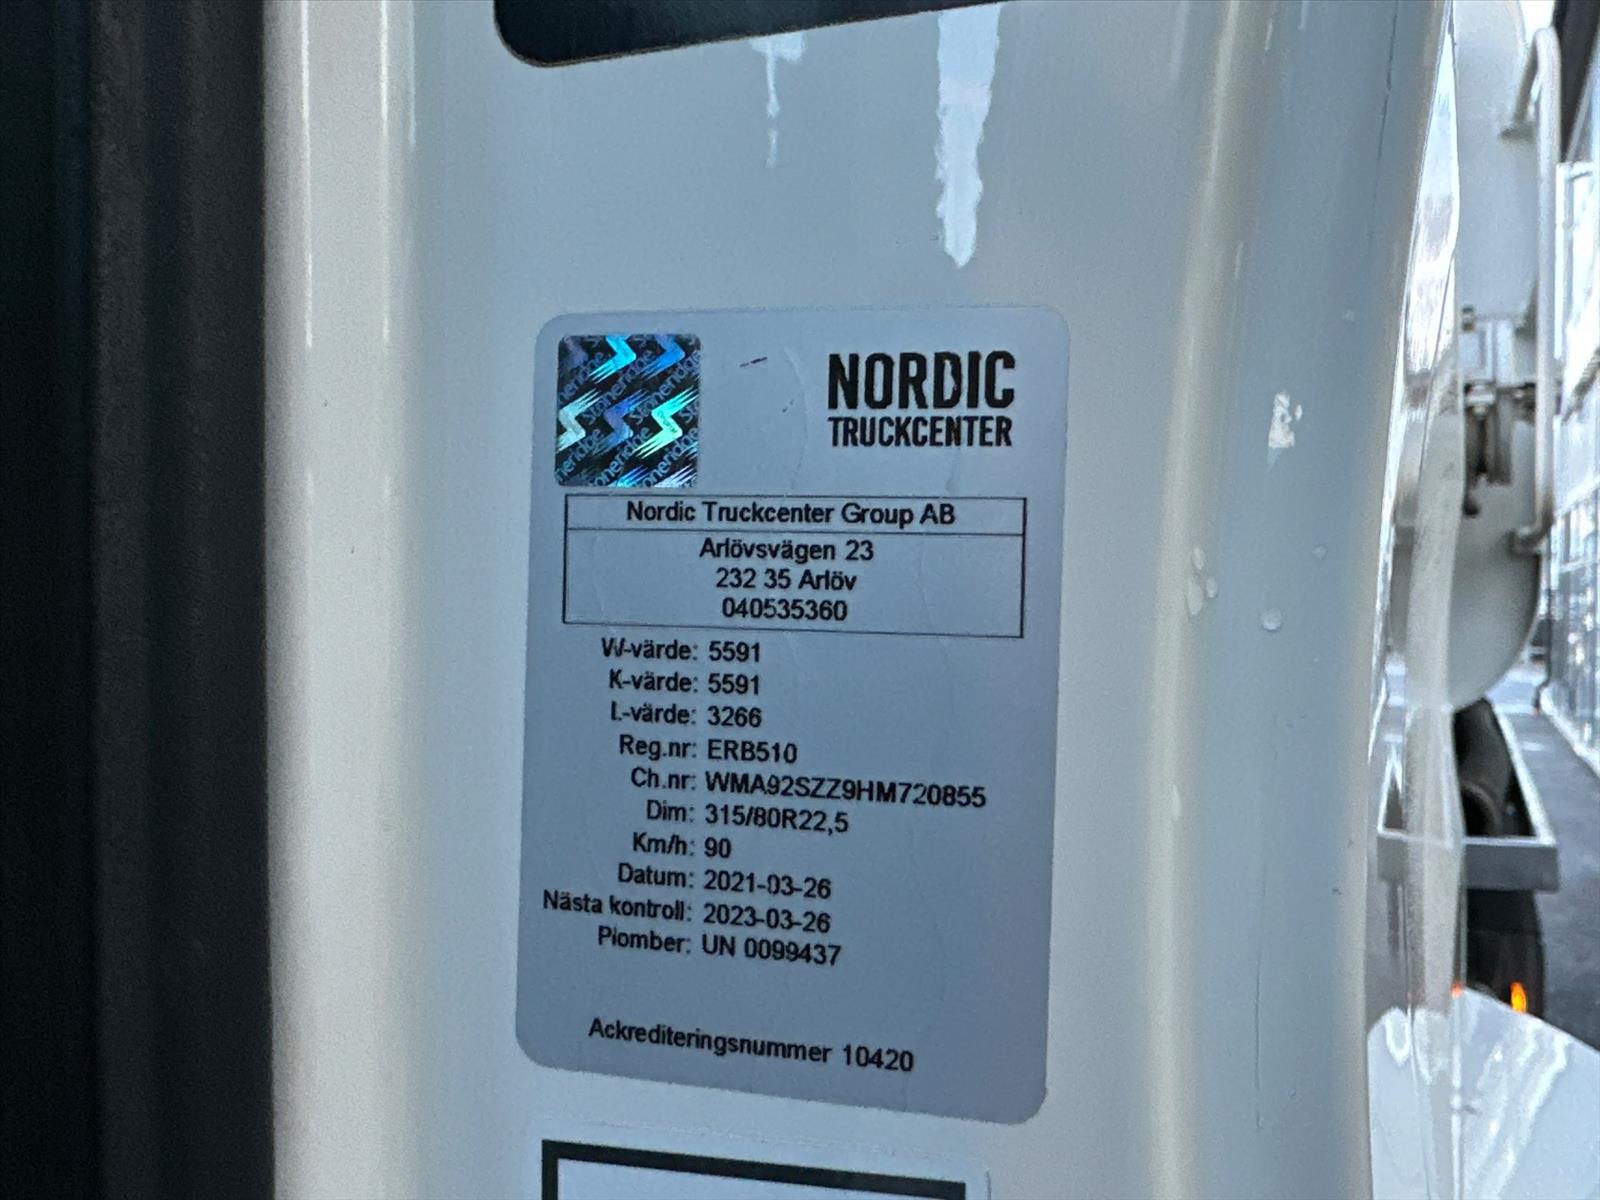 Stoneridge
NORDIC
TRUCKCENTER
Nordic Truckcenter Group AB
Arlövsvägen 23
232 35 Arlöv
040535360
W-värde: 5591
K-värde: 5591
L-värde: 3266
Reg.nr: ERB510
Ch.nr: WMA92SZZ9HM720855
Dim: 315/80R22,5
Km/h: 90
Datum: 2021-03-26
Nästa kontroll: 2023-03-26
Plomber: UN 0099437
Ackrediteringsnummer 10420